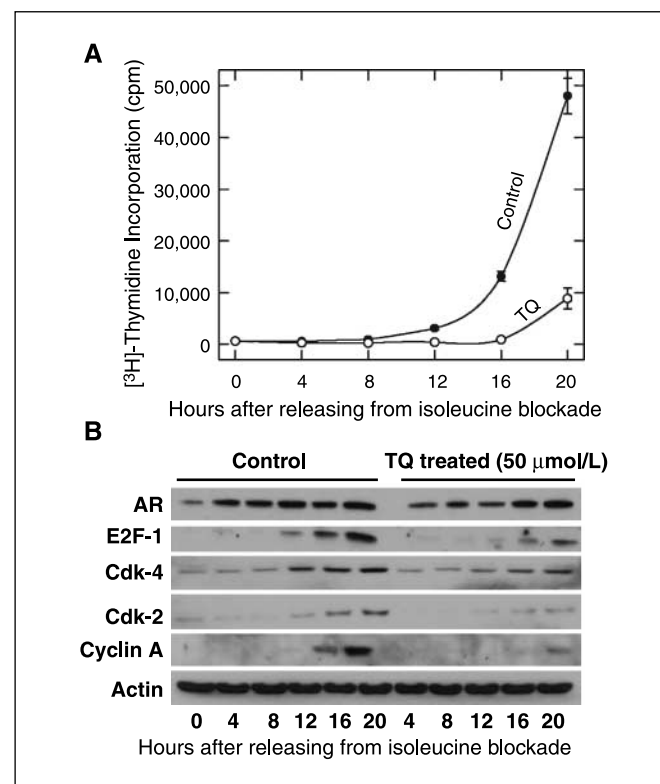 A
[³H]-Thymidine Incorporation (cpm)
50,000
40,000
30,000
20,000
10,000
0
Control
TQ
0 4 8 12 16 20
Hours after releasing from isoleucine blockade
B
Control TQ treated (50 μmol/L)
AR
E2F-1
Cdk-4
Cdk-2
Cyclin A
Actin
0 4 8 12 16 20 4 8 12 16 20
Hours after releasing from isoleucine blockade